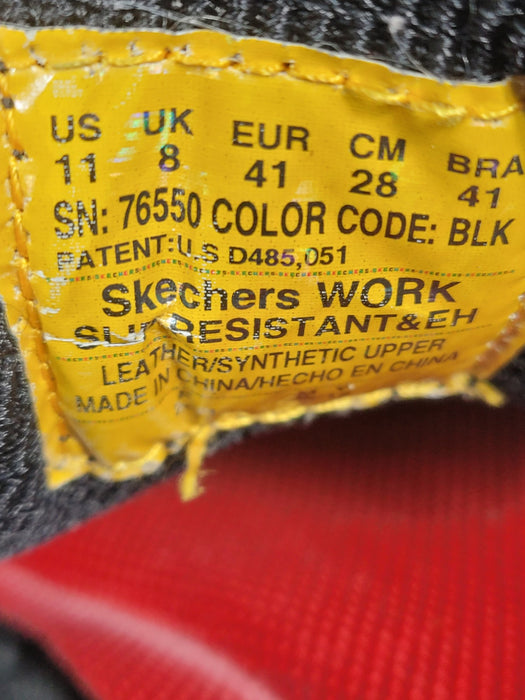 US UK EUR CM BRA
11 8 41 28 41
SN: 76550 COLOR CODE: BLK
PATENT:U.S D485,051
Skechers WORK
SLIP RESISTANT&EH
LEATHER/SYNTHETIC UPPER
MADE IN CHINA/HECHO EN CHINA